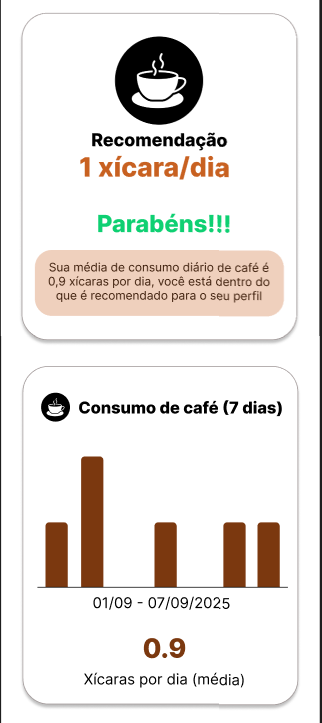 Recomendação
1 xícara/dia
Parabéns!!!
Sua média de consumo diário de café é
0,9 xícaras por dia, você está dentro do
que é recomendado para o seu perfil
Consumo de café (7 dias)
01/09 - 07/09/2025
0.9
Xícaras por dia (média)